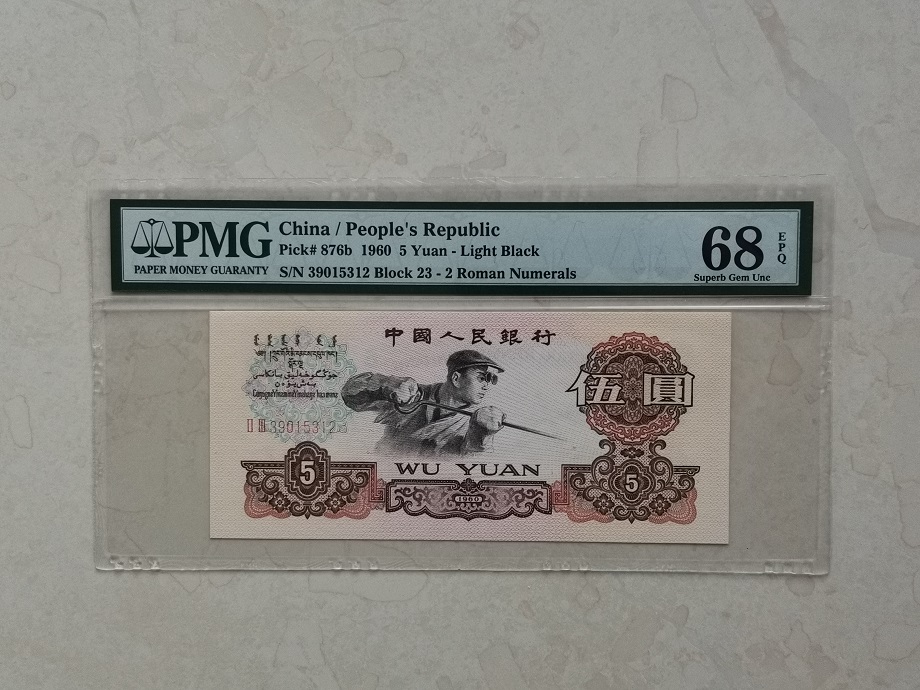 PMG
PAPER MONEY GUARANTY
China / People's Republic
Pick# 876b 1960 5 Yuan - Light Black
S/N 39015312 Block 23 - 2 Roman Numerals
68
EPQ
Superb Gem Unc
中國人民銀行
伍圓
39015312
WU YUAN
5
1960
5